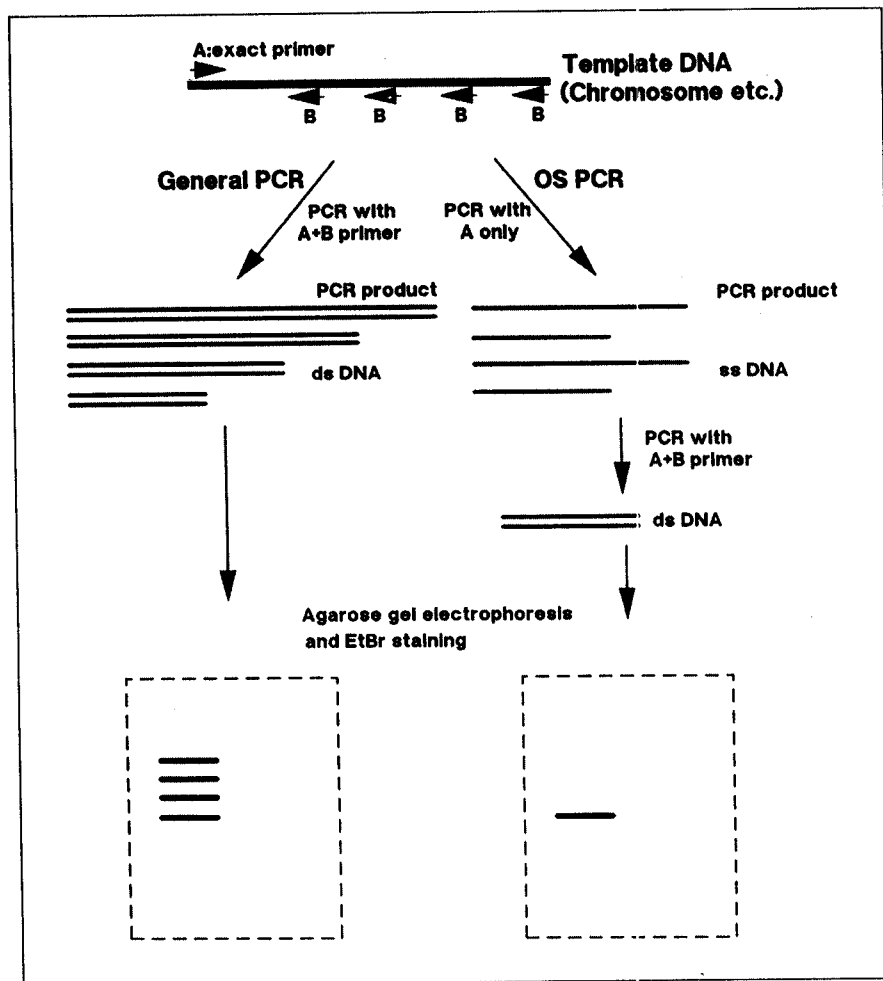 A:exact primer
Template DNA
(Chromosome etc.)
B B B B
General PCR
OS PCR
PCR with
A+B primer
PCR with
A only
PCR product
ds DNA
PCR product
ss DNA
PCR with
A+B primer
ds DNA
Agarose gel electrophoresis
and EtBr staining